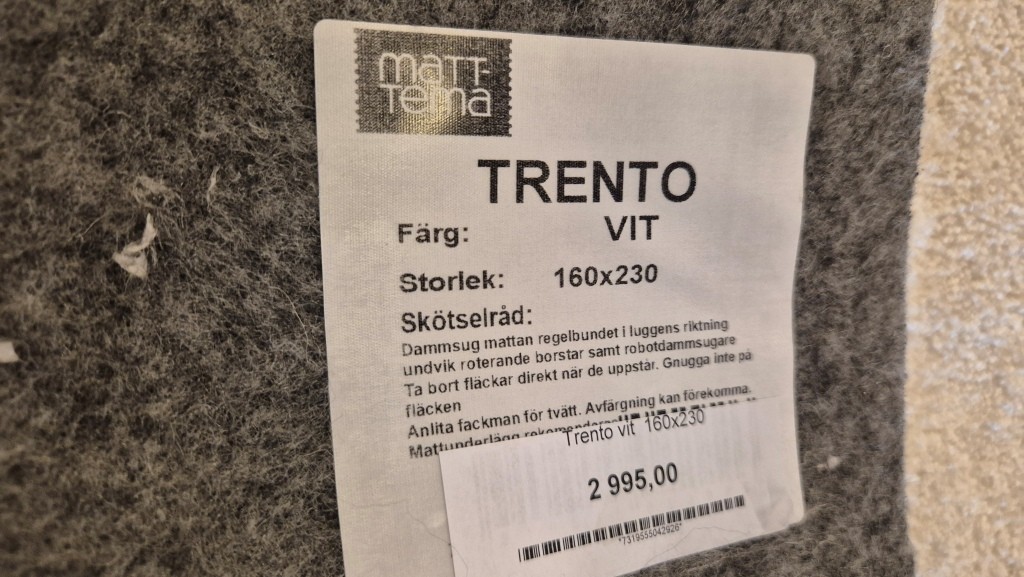 matt-
tema
TRENTO
Färg: VIT
Storlek: 160x230
Skötselråd:
Dammsug mattan regelbundet i luggens riktning
undvik roterande borstar samt robotdammsugare
Ta bort fläckar direkt när de uppstår. Gnugga inte på
fläcken
Anlita fackman för tvätt. Avfärgning kan förekomma.
Mattunderlägg
Trento vit 160x230
2 995,00
*7319555042926*